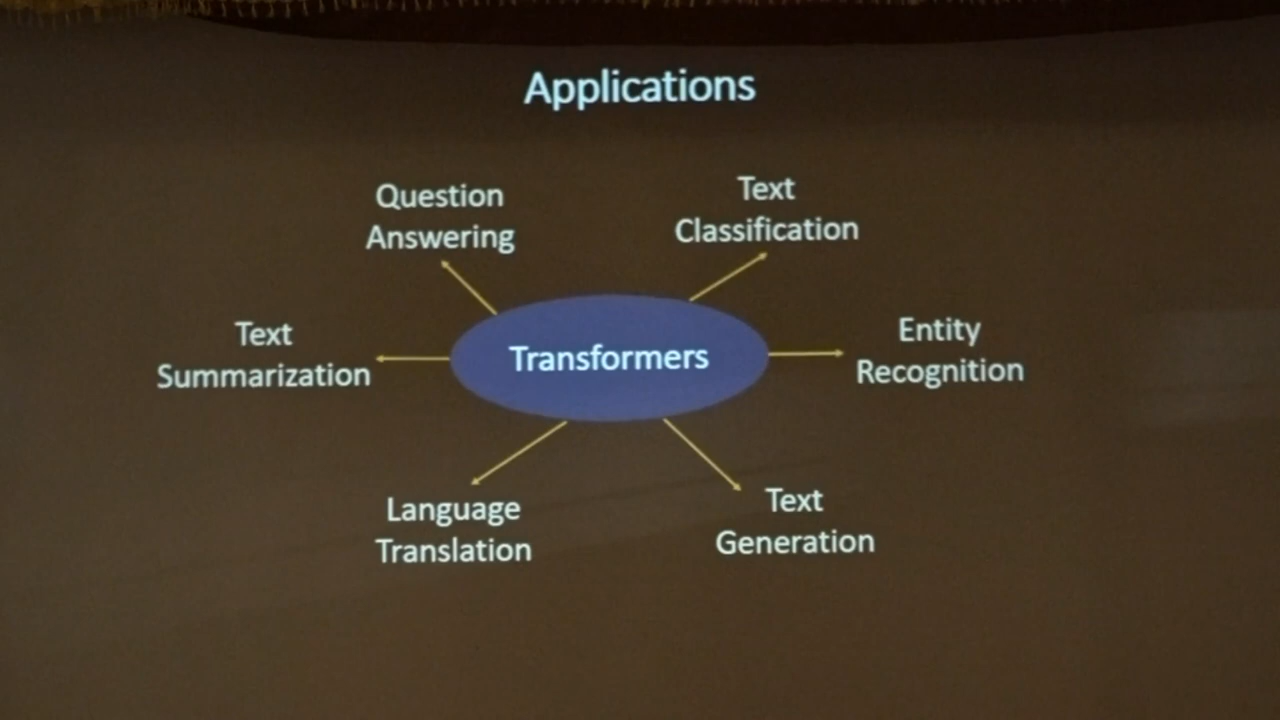 Applications
Question
Answering
Text
Classification
Text
Summarization
Transformers
Entity
Recognition
Language
Translation
Text
Generation